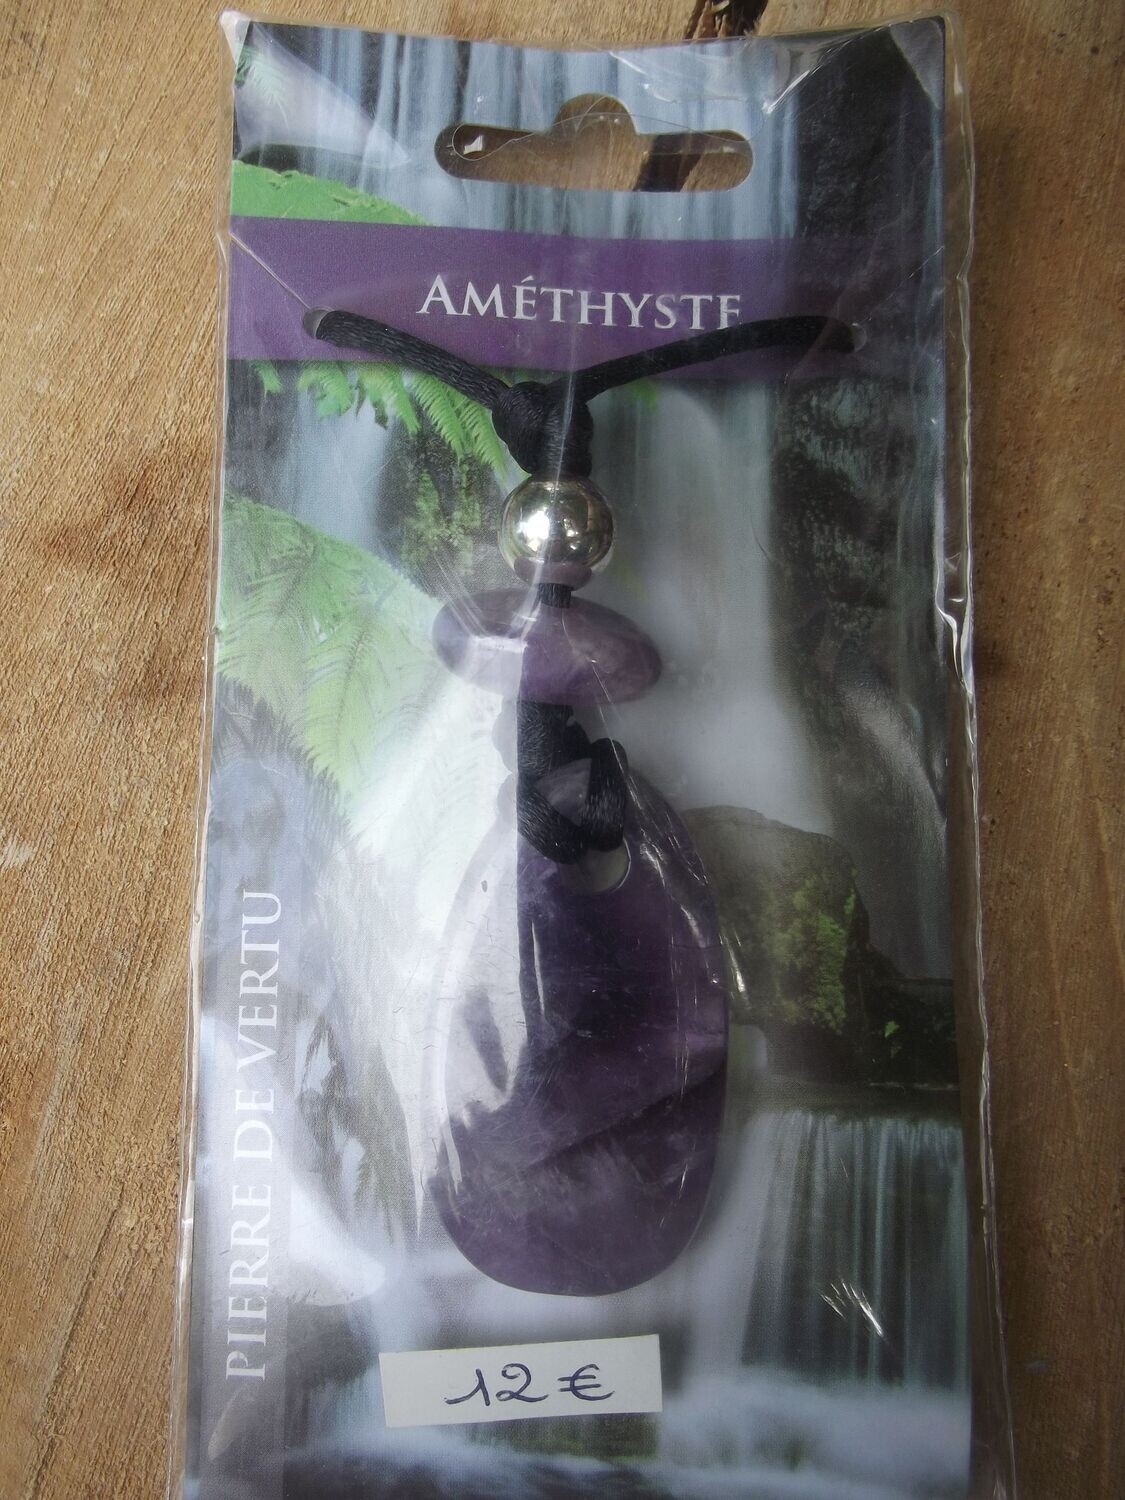 AMÉTHYSTE
PIERRE DE VERTU
12 €